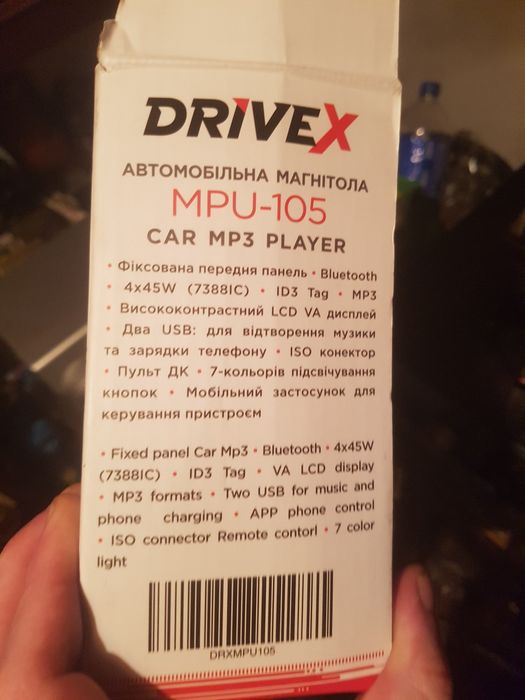 DRIVEX
АВТОМОБІЛЬНА МАГНІТОЛА
MPU-105
CAR MP3 PLAYER
• Фіксована передня панель • Bluetooth
• 4x45W (7388IC) • ID3 Tag • MP3
• Висококонтрастний LCD VA дисплей
• Два USB: для відтворення музики
та зарядки телефону • ISO конектор
• Пульт ДК • 7-кольорів підсвічування
кнопок • Мобільний застосунок для
керування пристроєм
• Fixed panel Car Mp3 • Bluetooth • 4x45W
(7388IC) • ID3 Tag • VA LCD display
• MP3 formats • Two USB for music and
phone charging • APP phone control
• ISO connector Remote contorl • 7 color
light
DRXMPU105